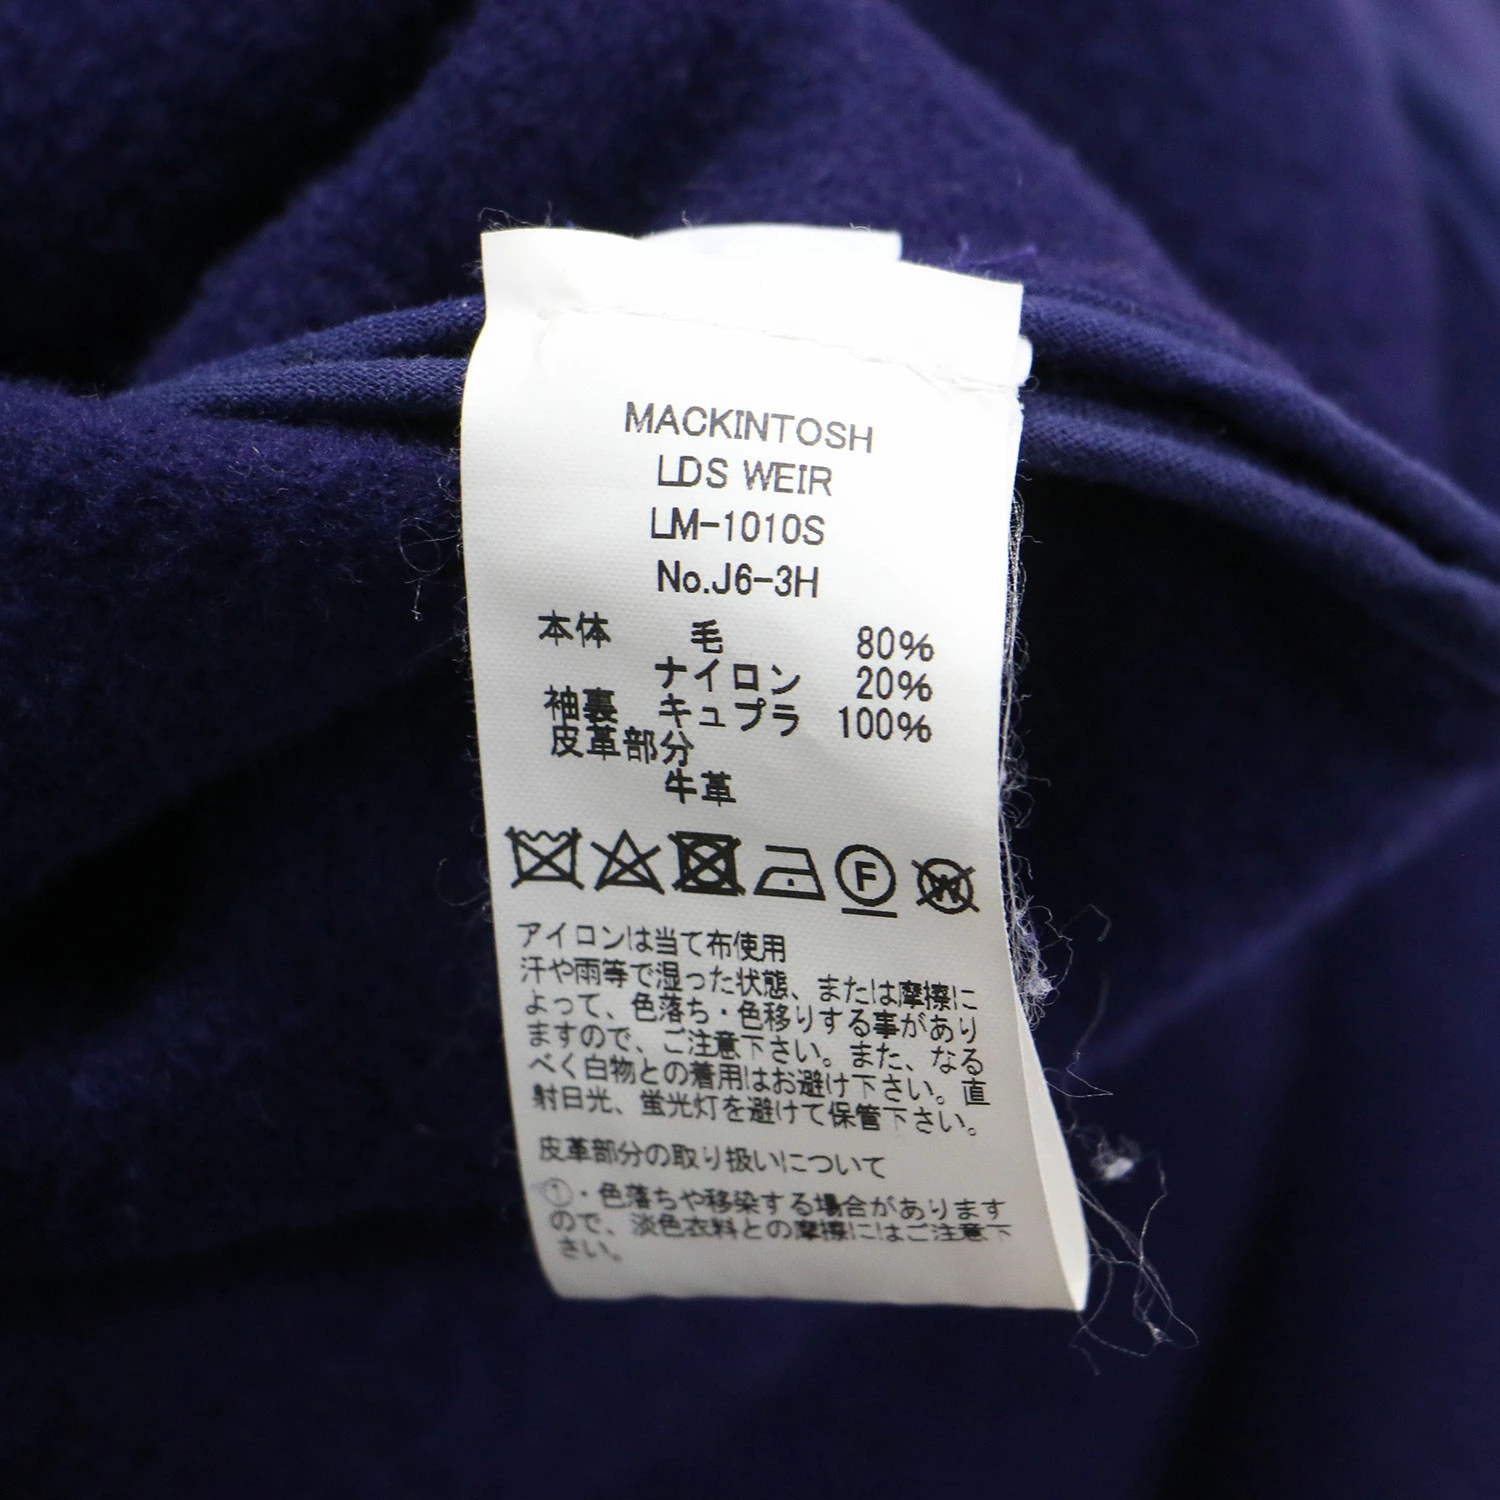 MACKINTOSH
LDS WEIR
LM-1010S
No.J6-3H
本体 毛 80%
ナイロン 20%
袖裏 キュプラ 100%
皮革部分
牛革
F
W
アイロンは当て布使用
汗や雨等で湿った状態、または摩擦に
よって、色落ち・色移りする事があり
ますので、ご注意下さい。また、なる
べく白物との着用はお避け下さい。直
射日光、蛍光灯を避けて保管下さい。
皮革部分の取り扱いについて
①・色落ちや移染する場合があります
ので、淡色衣料との摩擦にはご注意下
さい。